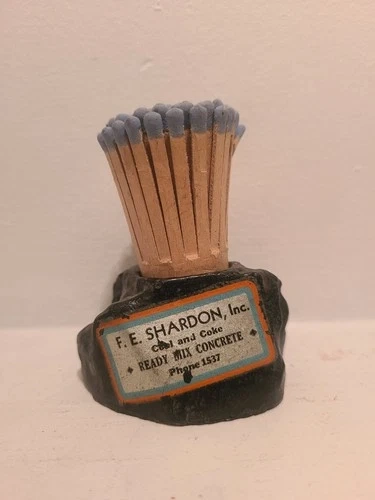 F. E. SHARDON, Inc.
Coal and Coke
READY MIX CONCRETE
Phone 1537